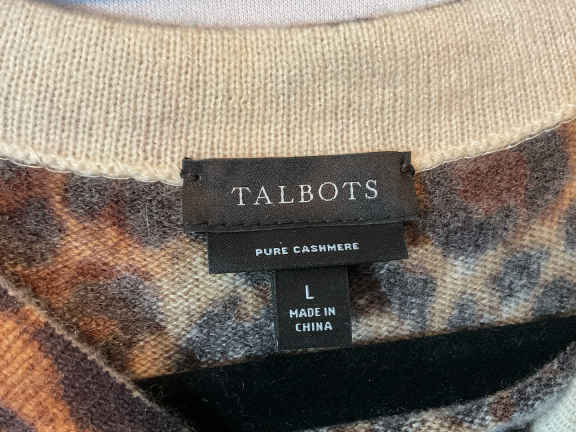 TALBOTS
PURE CASHMERE
L
MADE IN
CHINA